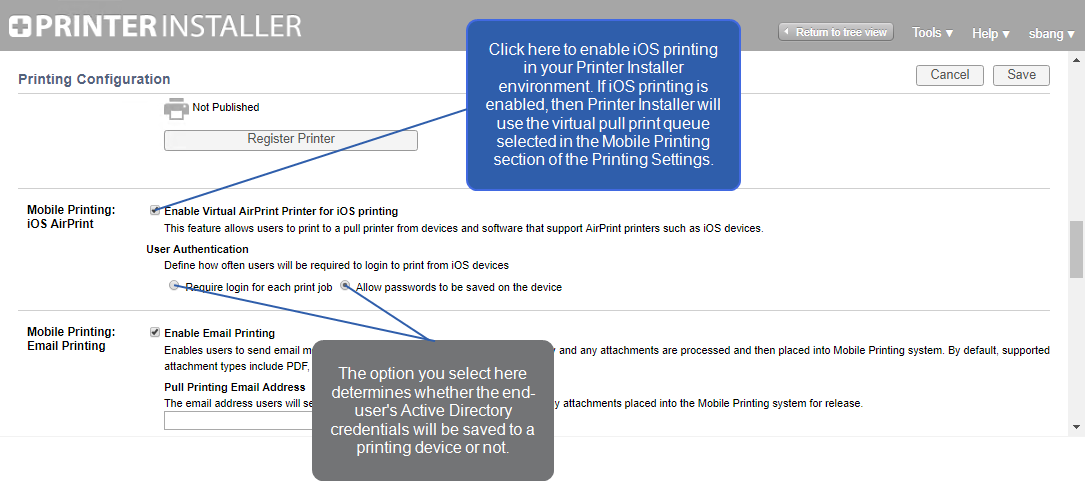 PRINTER INSTALLER
Return to tree view
Tools ▾
Help ▾
sbang ▾
Click here to enable iOS printing
in your Printer Installer
environment. If iOS printing is
enabled, then Printer Installer will
use the virtual pull print queue
selected in the Mobile Printing
section of the Printing Settings.
Printing Configuration
Cancel
Save
Not Published
Register Printer
Mobile Printing:
iOS AirPrint
Enable Virtual AirPrint Printer for iOS printing
This feature allows users to print to a pull printer from devices and software that support AirPrint printers such as iOS devices.
User Authentication
Define how often users will be required to login to print from iOS devices
Require login for each print job
Allow passwords to be saved on the device
Mobile Printing:
Email Printing
Enable Email Printing
Enables users to send email m
and any attachments are processed and then placed into Mobile Printing system. By default, supported
attachment types include PDF,
Pull Printing Email Address
The email address users will se
y attachments placed into the Mobile Printing system for release.
The option you select here
determines whether the end-
user's Active Directory
credentials will be saved to a
printing device or not.